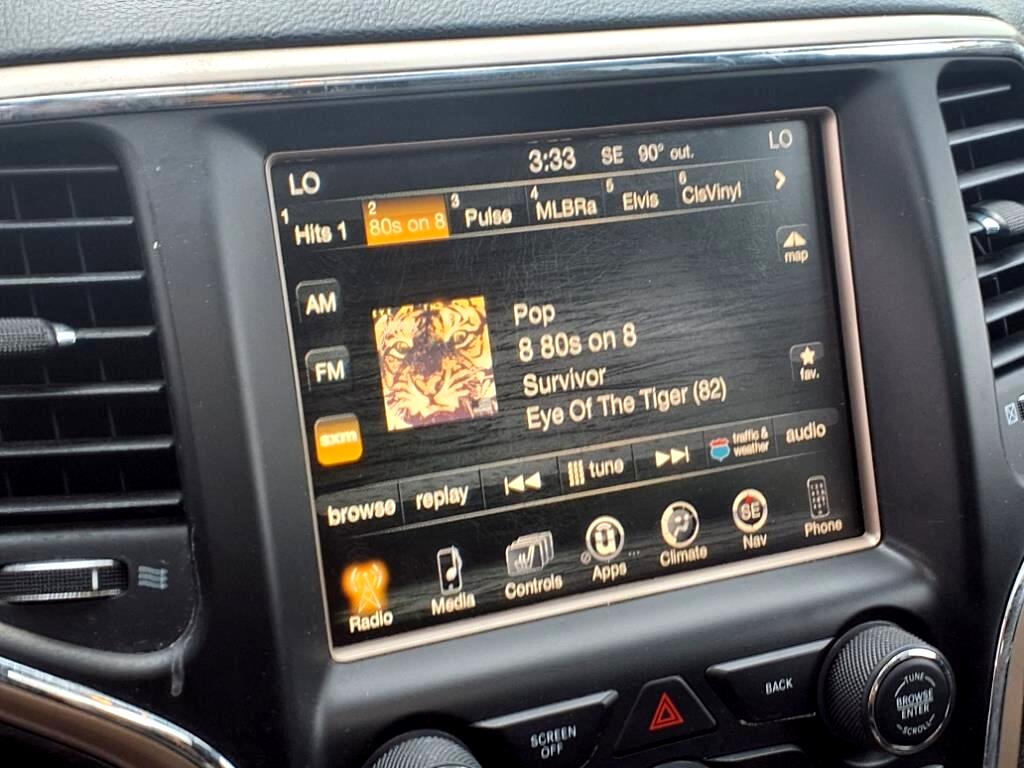 LO 3:33 SE 90° out. LO
1 Hits 1 2 80s on 8 3 Pulse 4 MLBRa 5 Elvis 6 ClsVinyl
map
AM
Pop
8 80s on 8
FM
Survivor
fav.
Eye Of The Tiger (82)
sxm
browse replay tune traffic & weather audio
Radio Media Controls Apps Climate SE Nav Phone
SCREEN
OFF
BACK
TUNE
BROWSE
ENTER
SCROLL